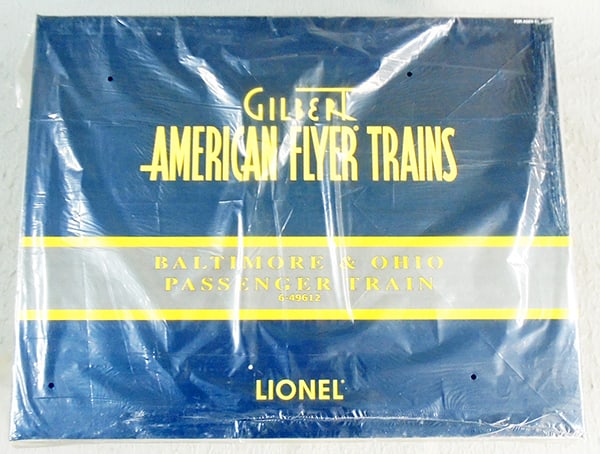 GILBERT
AMERICAN FLYER TRAINS
BALTIMORE & OHIO
PASSENGER TRAIN
6-49612
LIONEL